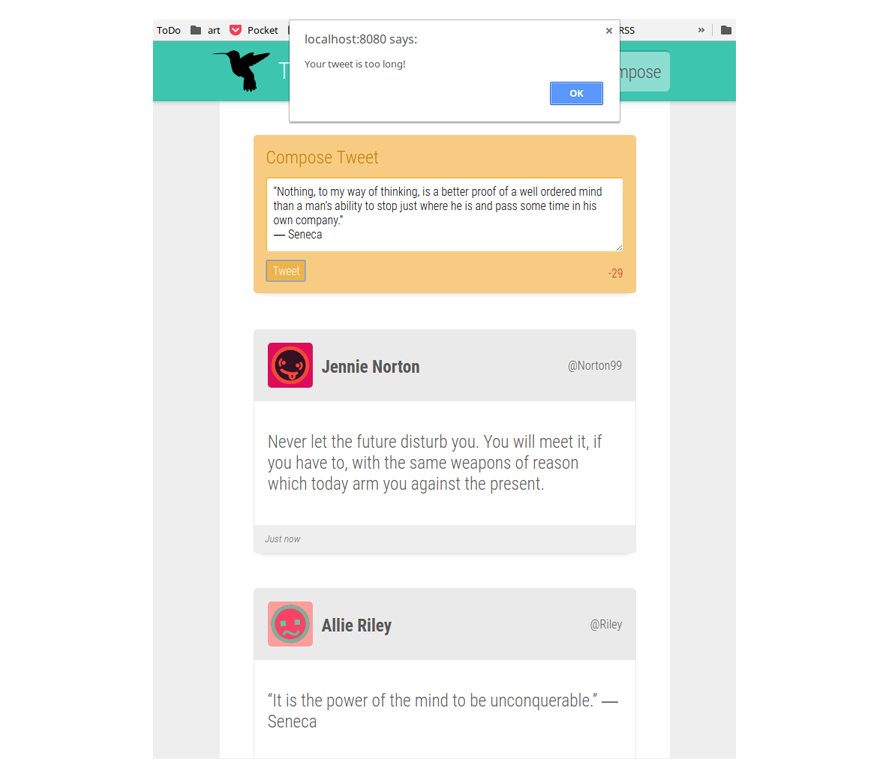 ToDo art Pocket RSS »
localhost:8080 says:
×
Your tweet is too long!
OK
Compose Tweet
“Nothing, to my way of thinking, is a better proof of a well ordered mind
than a man’s ability to stop just where he is and pass some time in his
own company.”
— Seneca
Tweet -29
Jennie Norton @Norton99
Never let the future disturb you. You will meet it, if
you have to, with the same weapons of reason
which today arm you against the present.
Just now
Allie Riley @Riley
“It is the power of the mind to be unconquerable.” —
Seneca